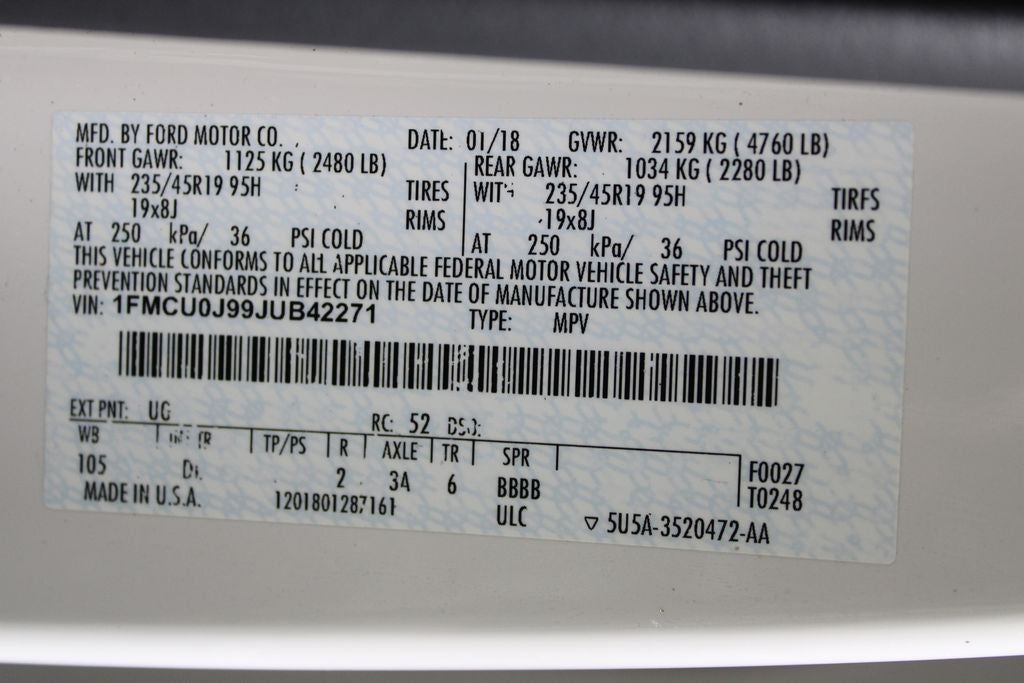 MFD. BY FORD MOTOR CO. DATE: 01/18 GVWR: 2159 KG ( 4760 LB)
FRONT GAWR: 1125 KG ( 2480 LB) REAR GAWR: 1034 KG ( 2280 LB)
WITH 235/45R19 95H TIRES WITH 235/45R19 95H TIRES
19x8J RIMS 19x8J RIMS
AT 250 kPa/ 36 PSI COLD AT 250 kPa/ 36 PSI COLD
THIS VEHICLE CONFORMS TO ALL APPLICABLE FEDERAL MOTOR VEHICLE SAFETY AND THEFT
PREVENTION STANDARDS IN EFFECT ON THE DATE OF MANUFACTURE SHOWN ABOVE.
VIN: 1FMCU0J99JUB42271 TYPE: MPV
EXT PNT: UG RC: 52 DSO:
WB TP/PS R AXLE TR SPR
105 2 3A 6 BBBB F0027
T0248
MADE IN U.S.A. 1201801287161 ULC ▽ 5U5A-3520472-AA